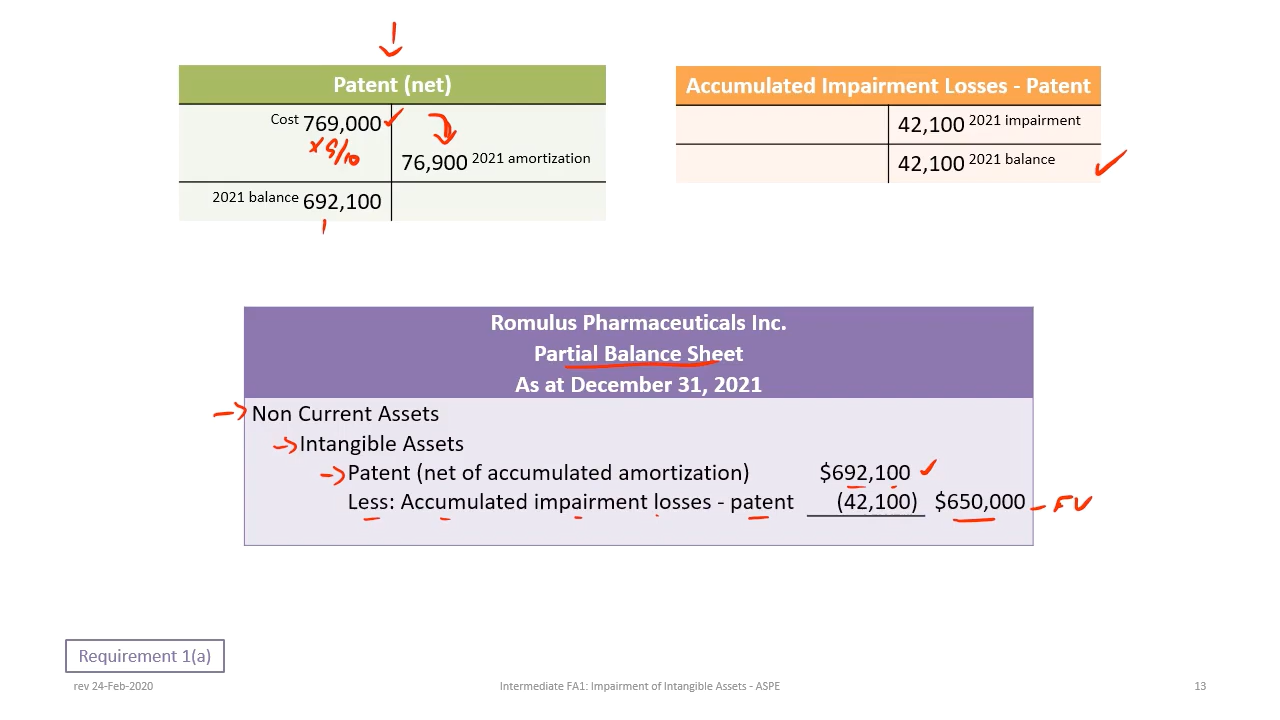 Patent (net)
Cost 769,000
x 9/10
76,900 2021 amortization
2021 balance 692,100
Accumulated Impairment Losses - Patent
42,100 2021 impairment
42,100 2021 balance
Romulus Pharmaceuticals Inc.
Partial Balance Sheet
As at December 31, 2021
Non Current Assets
Intangible Assets
Patent (net of accumulated amortization) $692,100
Less: Accumulated impairment losses - patent (42,100) $650,000 - FV
Requirement 1(a)
rev 24-Feb-2020
Intermediate FA1: Impairment of Intangible Assets - ASPE
13